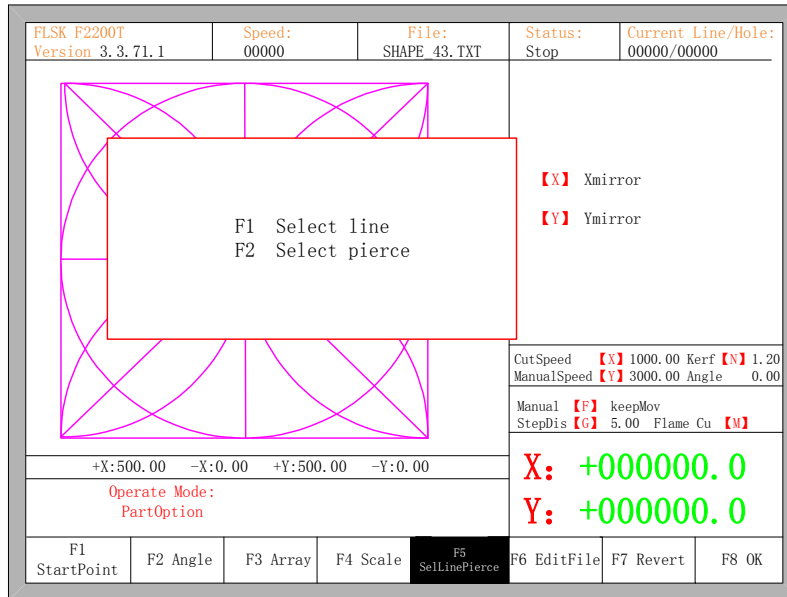 FLSK F2200T Speed: File: Status: Current Line/Hole:
Version 3.3.71.1 00000 SHAPE_43.TXT Stop 00000/00000
F1 Select line
F2 Select pierce
【X】 Xmirror
【Y】 Ymirror
CutSpeed 【X】 1000.00 Kerf 【N】 1.20
ManualSpeed 【Y】 3000.00 Angle 0.00
Manual 【F】 keepMov
StepDis 【G】 5.00 Flame Cu 【M】
+X:500.00 -X:0.00 +Y:500.00 -Y:0.00
Operate Mode:
PartOption
X: +000000.0
Y: +000000.0
F1
StartPoint
F2 Angle
F3 Array
F4 Scale
F5
SelLinePierce
F6 EditFile
F7 Revert
F8 OK